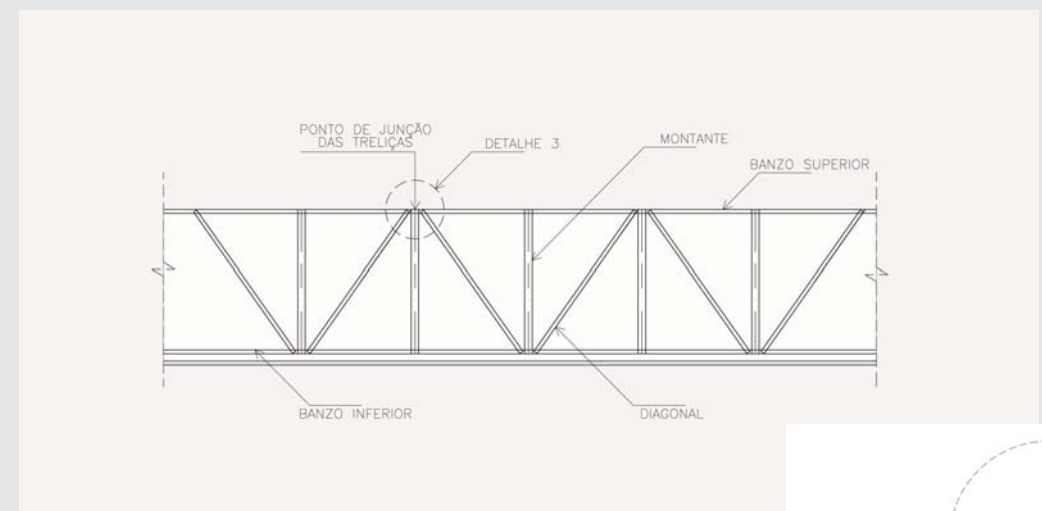 PONTO DE JUNÇÃO
DAS TRELIÇAS
DETALHE 3
MONTANTE
BANZO SUPERIOR
BANZO INFERIOR
DIAGONAL